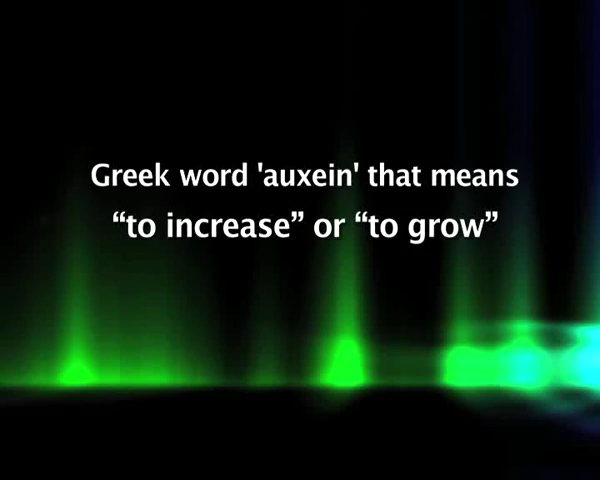 Greek word 'auxein' that means
“to increase” or “to grow”